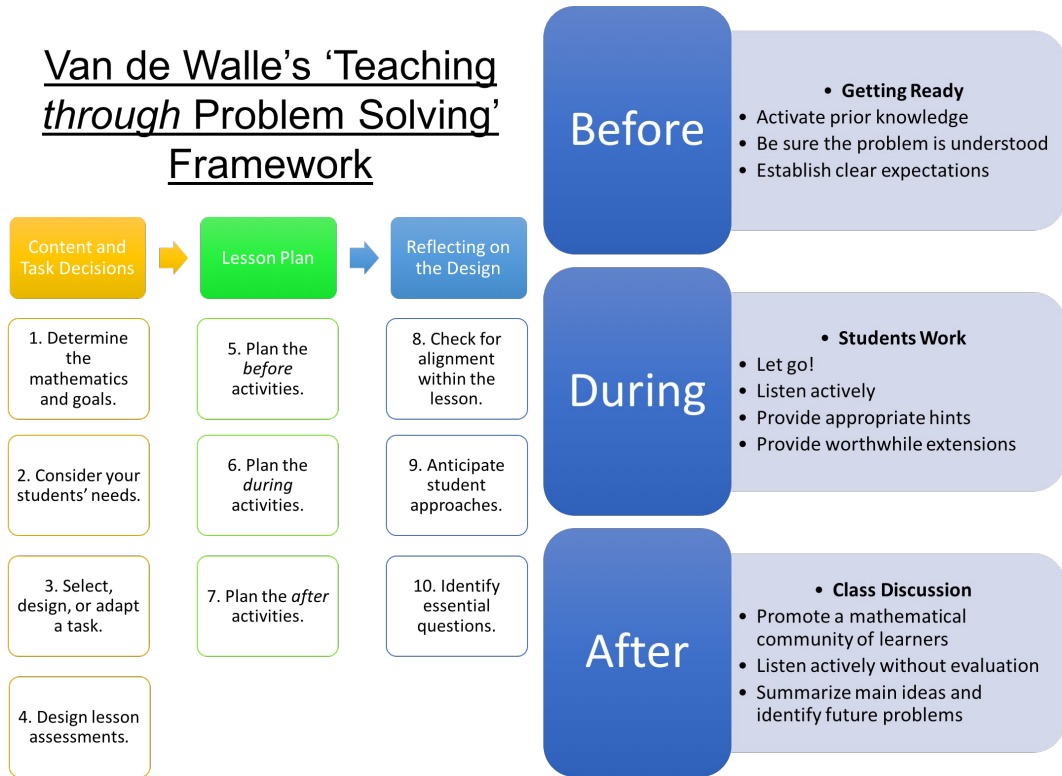 Van de Walle’s ‘Teaching
through Problem Solving’
Framework
Content and
Task Decisions
1. Determine
the
mathematics
and goals.
2. Consider your
students’ needs.
3. Select,
design, or adapt
a task.
4. Design lesson
assessments.
Lesson Plan
5. Plan the
before
activities.
6. Plan the
during
activities.
7. Plan the after
activities.
Reflecting on
the Design
8. Check for
alignment
within the
lesson.
9. Anticipate
student
approaches.
10. Identify
essential
questions.
Before
• Getting Ready
• Activate prior knowledge
• Be sure the problem is understood
• Establish clear expectations
During
• Students Work
• Let go!
• Listen actively
• Provide appropriate hints
• Provide worthwhile extensions
After
• Class Discussion
• Promote a mathematical
community of learners
• Listen actively without evaluation
• Summarize main ideas and
identify future problems